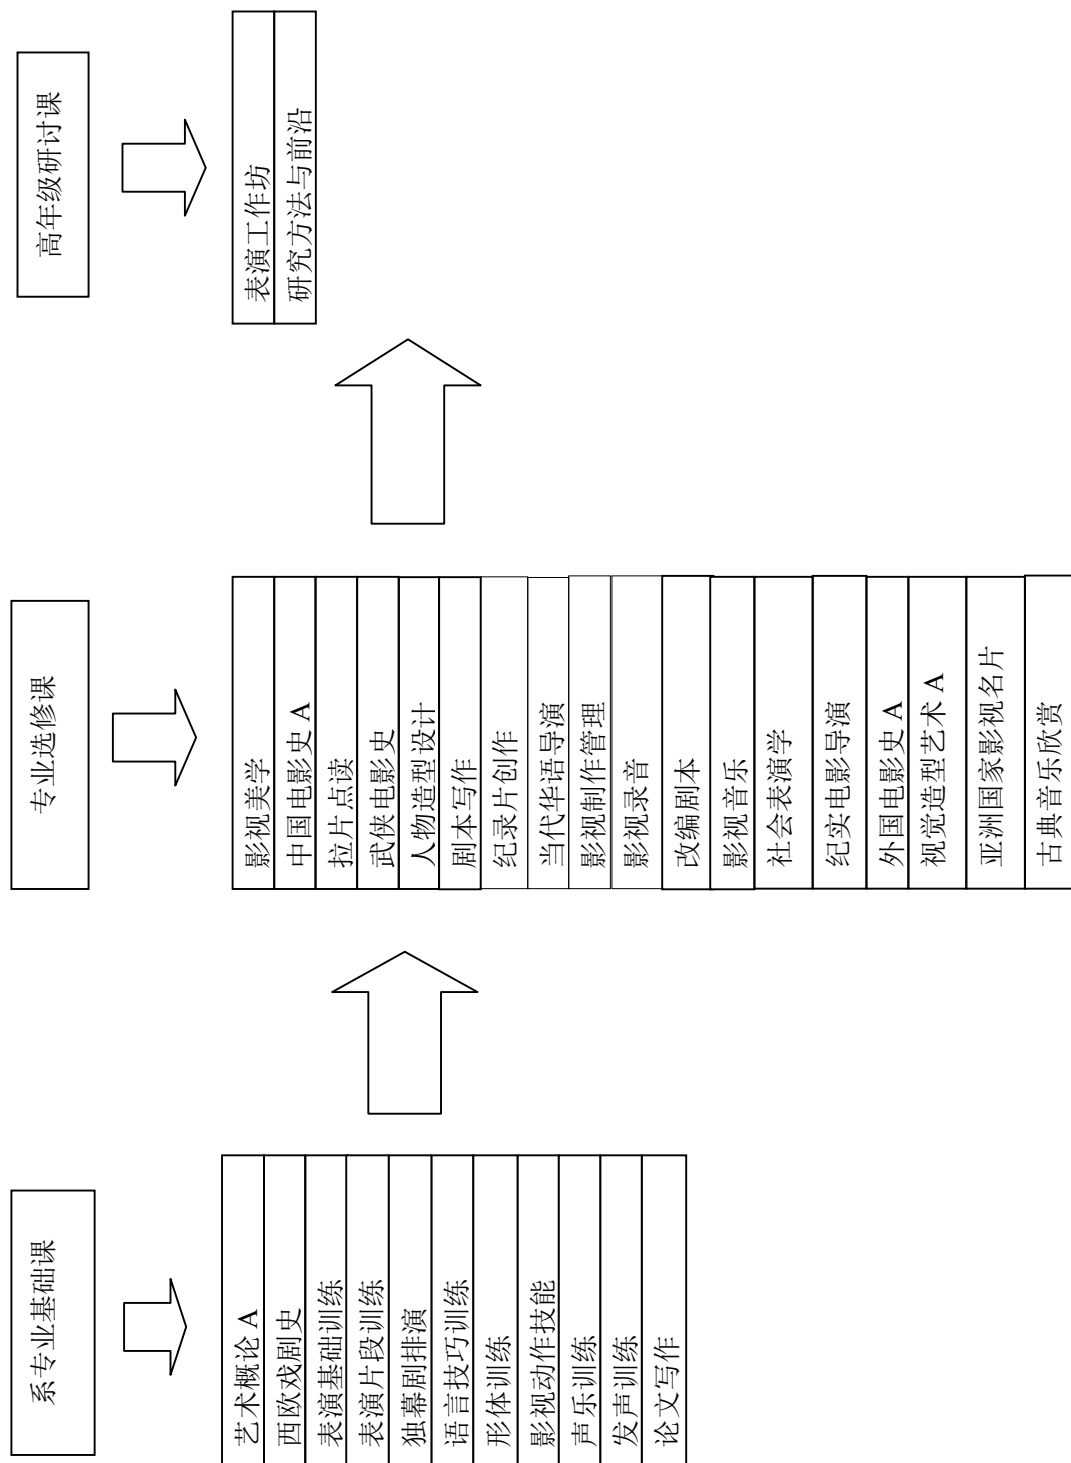 系专业基础课
艺术概论 A
西欧戏剧史
表演基础训练
表演片段训练
独幕剧排演
语言技巧训练
形体训练
影视动作技能
声乐训练
发声训练
论文写作
专业选修课
影视美学
中国电影史 A
拉片点读
武侠电影史
人物造型设计
剧本写作
纪录片创作
当代华语导演
影视制作管理
影视录音
改编剧本
影视音乐
社会表演学
纪实电影导演
外国电影史 A
视觉造型艺术 A
亚洲国家影视名片
古典音乐欣赏
高年级研讨课
表演工作坊
研究方法与前沿